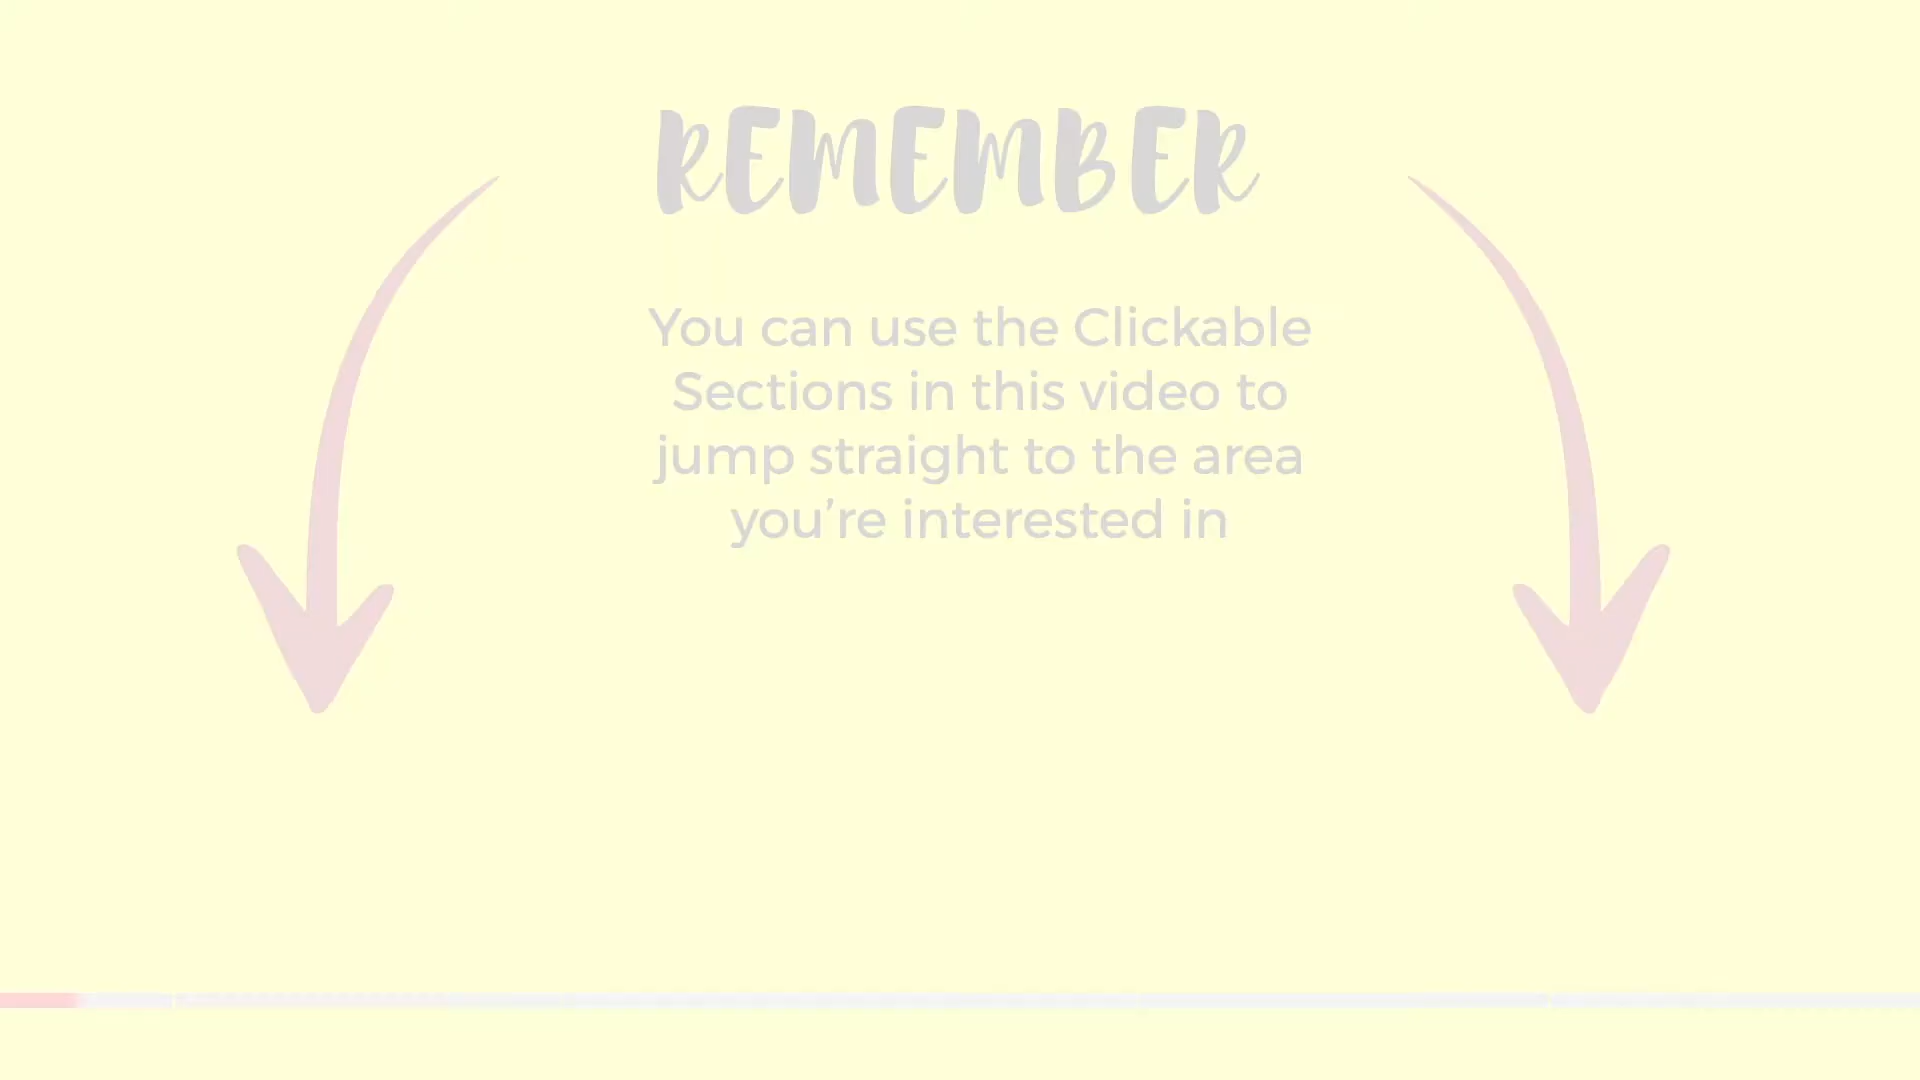 REMEMBER
You can use the Clickable
Sections in this video to
jump straight to the area
you’re interested in